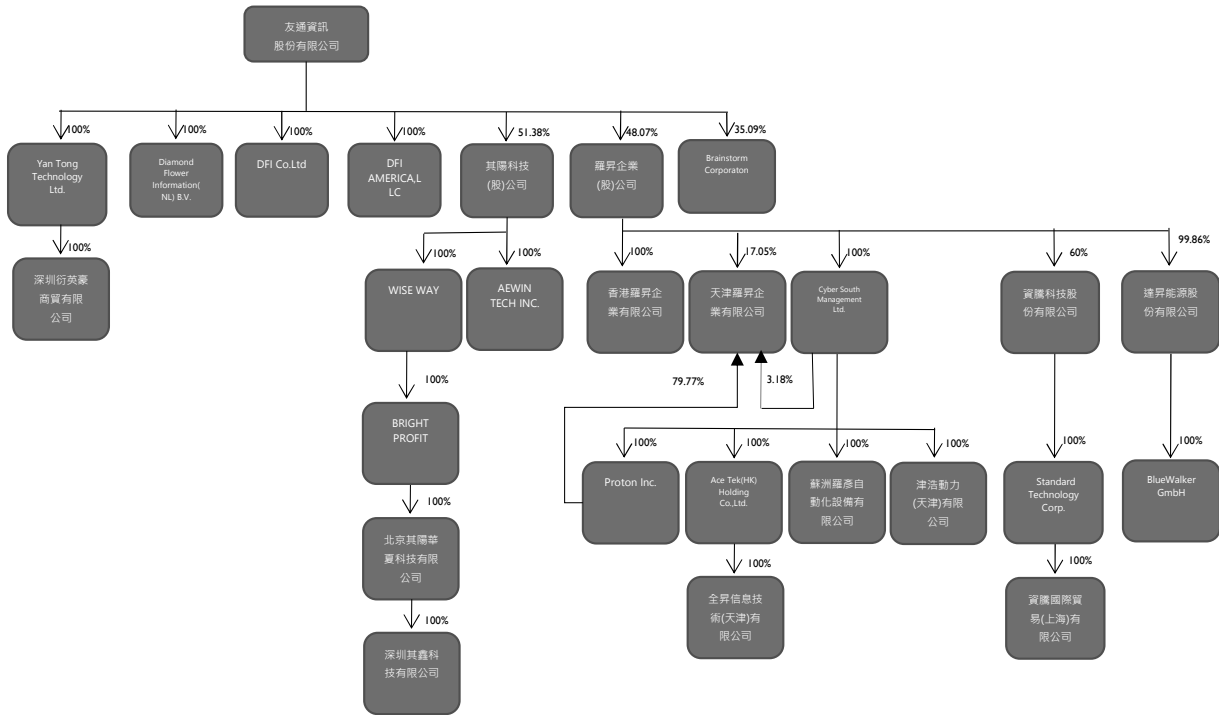 友通資訊
股份有限公司
100%
100%
100%
100%
51.38%
48.07%
35.09%
Yan Tong
Technology
Ltd.
Diamond
Flower
Information(
NL) B.V.
DFI Co.Ltd
DFI
AMERICA,L
LC
其陽科技
(股)公司
羅昇企業
(股)公司
Brainstorm
Corporaton
100%
100%
100%
100%
17.05%
100%
60%
99.86%
深圳衍英豪
商貿有限
公司
WISE WAY
AEWIN
TECH INC.
香港羅昇企
業有限公司
天津羅昇企
業有限公司
Cyber South
Management
Ltd.
資騰科技股
份有限公司
達昇能源股
份有限公司
100%
79.77%
3.18%
BRIGHT
PROFIT
100%
100%
100%
100%
100%
100%
Proton Inc.
Ace Tek(HK)
Holding
Co.,Ltd.
蘇洲羅彥自
動化設備有
限公司
津浩動力
(天津)有限
公司
Standard
Technology
Corp.
BlueWalker
GmbH
100%
北京其陽華
夏科技有限
公司
100%
100%
全昇信息技
術(天津)有
限公司
資騰國際貿
易(上海)有
限公司
100%
深圳其鑫科
技有限公司